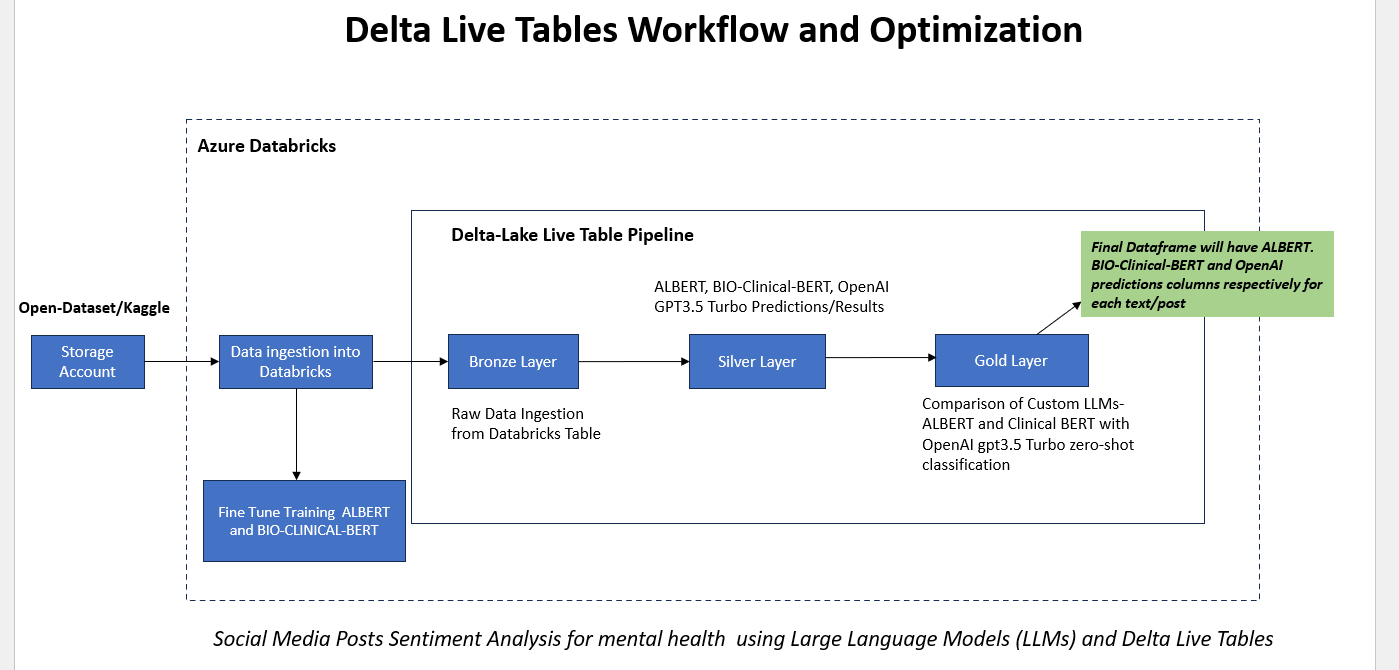 Delta Live Tables Workflow and Optimization
Azure Databricks
Delta-Lake Live Table Pipeline
Final Dataframe will have ALBERT.
BIO-Clinical-BERT and OpenAI
predictions columns respectively for
each text/post
ALBERT, BIO-Clinical-BERT, OpenAI
GPT3.5 Turbo Predictions/Results
Open-Dataset/Kaggle
Storage
Account
Data ingestion into
Databricks
Bronze Layer
Silver Layer
Gold Layer
Raw Data Ingestion
from Databricks Table
Comparison of Custom LLMs-
ALBERT and Clinical BERT with
OpenAI gpt3.5 Turbo zero-shot
classification
Fine Tune Training  ALBERT
and BIO-CLINICAL-BERT
Social Media Posts Sentiment Analysis for mental health  using Large Language Models (LLMs) and Delta Live Tables